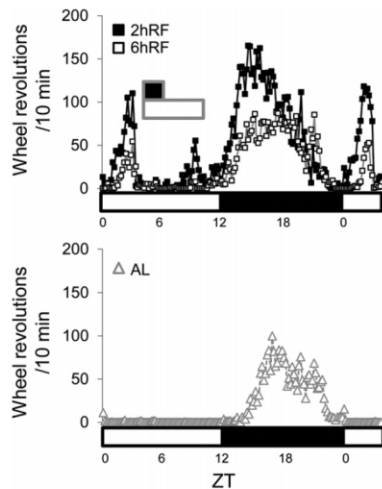 200
2hRF
6hRF
150
100
50
0
Wheel revolutions
/10 min
0 6 12 18 0
200
AL
150
100
50
0
Wheel revolutions
/10 min
0 6 12 18 0
ZT